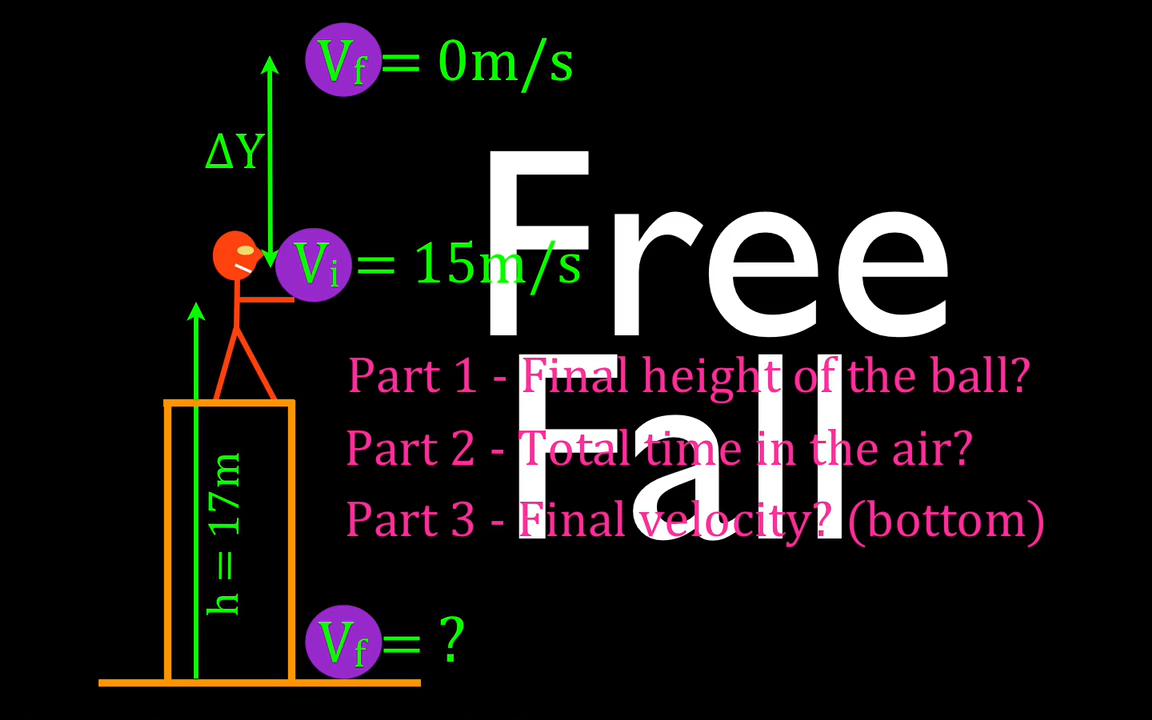 Vf = 0m/s
ΔY
Free
Vi = 15m/s
Fall
Part 1 - Final height of the ball?
Part 2 - Total time in the air?
Part 3 - Final velocity? (bottom)
h = 17m
Vf = ?